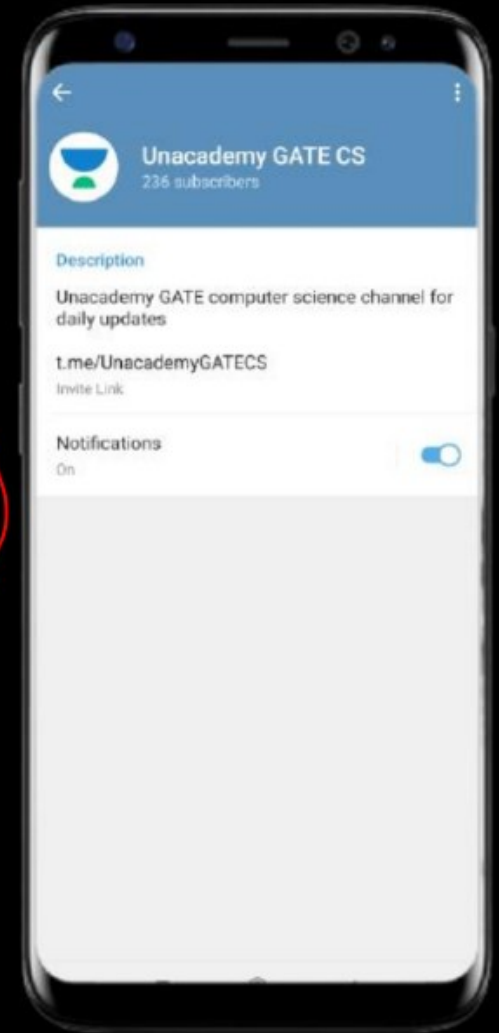 Unacademy GATE CS
236 subscribers
Description
Unacademy GATE computer science channel for
daily updates
t.me/UnacademyGATECS
Invite Link
Notifications
On